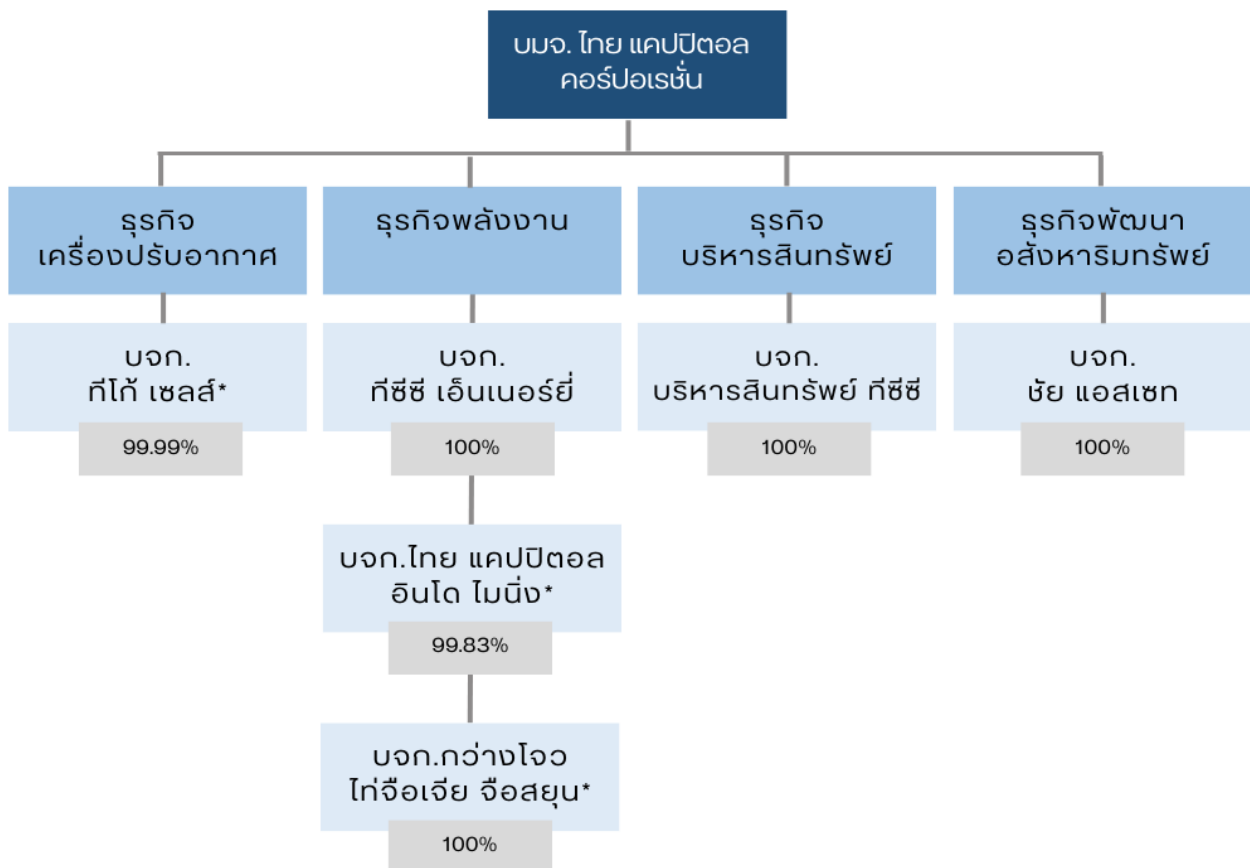 บมจ. ไทย แคปปิตอล
คอร์ปอเรชั่น
ธุรกิจ
เครื่องปรับอากาศ
ธุรกิจพลังงาน
ธุรกิจ
บริหารสินทรัพย์
ธุรกิจพัฒนา
อสังหาริมทรัพย์
บจก.
ทีโก้ เซลส์*
99.99%
บจก.
ทีซีซี เอ็นเนอร์ยี่
100%
บจก.
บริหารสินทรัพย์ ทีซีซี
100%
บจก.
ชัย แอสเซท
100%
บจก.ไทย แคปปิตอล
อินโด ไมนิ่ง*
99.83%
บจก.กว่างโจว
ไท่จือเจีย จือสยุน*
100%